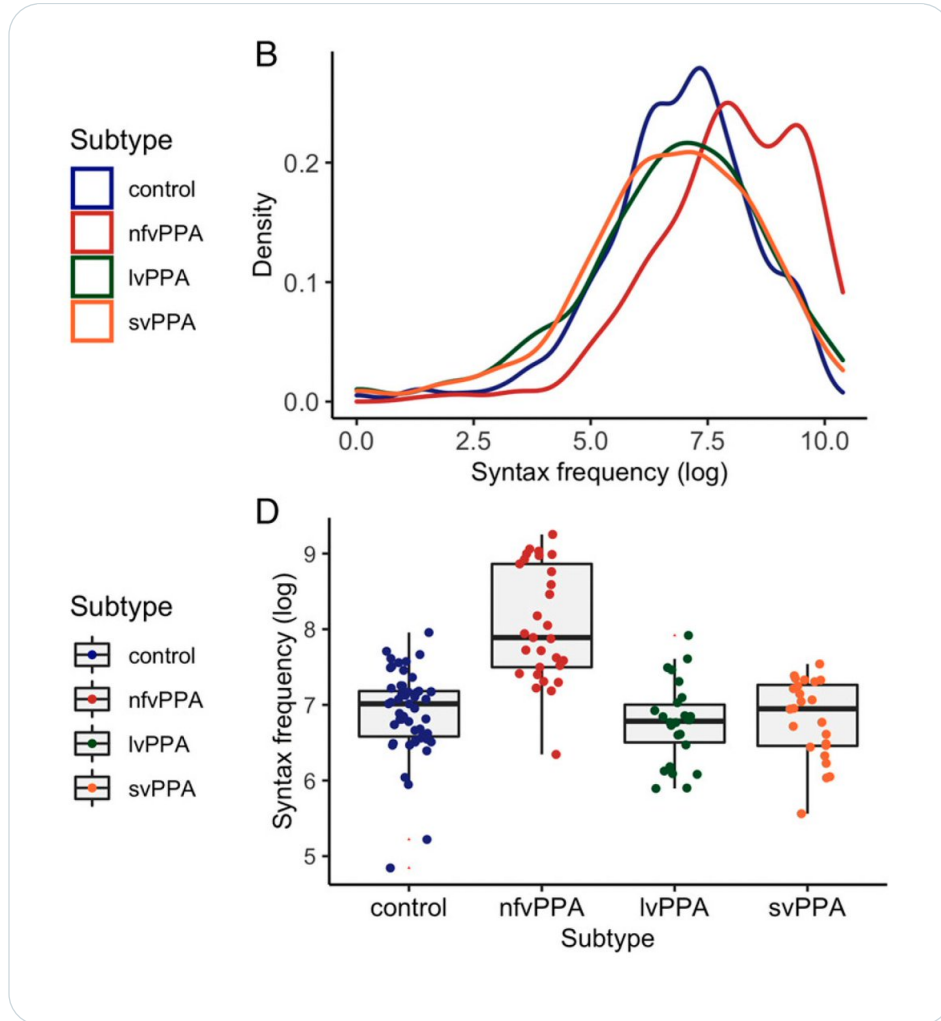 B
Subtype
control
nfvPPA
lvPPA
svPPA
Density
0.2
0.1
0.0
0.0 2.5 5.0 7.5 10.0
Syntax frequency (log)
D
Subtype
control
nfvPPA
lvPPA
svPPA
Syntax frequency (log)
9
8
7
6
5
control nfvPPA lvPPA svPPA
Subtype